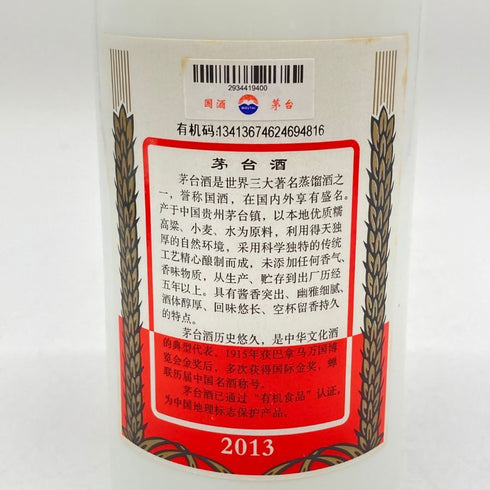 2934419400
国酒 茅台
有机码:13413674624694816
茅台酒
茅台酒是世界三大著名蒸馏酒之
一，誉称国酒，在国内外享有盛名。
产于中国贵州茅台镇，以本地优质糯
高粱、小麦、水为原料，利用得天独
厚的自然环境，采用科学独特的传统
工艺精心酿制而成，未添加任何香气、
香味物质，从生产、贮存到出厂历经
五年以上。具有酱香突出、幽雅细腻、
酒体醇厚、回味悠长、空杯留香持久
的特点。
茅台酒历史悠久，是中华文化酒
的典型代表。1915年获巴拿马万国博
览会金奖后，多次获得国际金奖，蝉
联历届中国名酒称号。
茅台酒已通过“有机食品”认证，
为中国地理标志保护产品。
2013